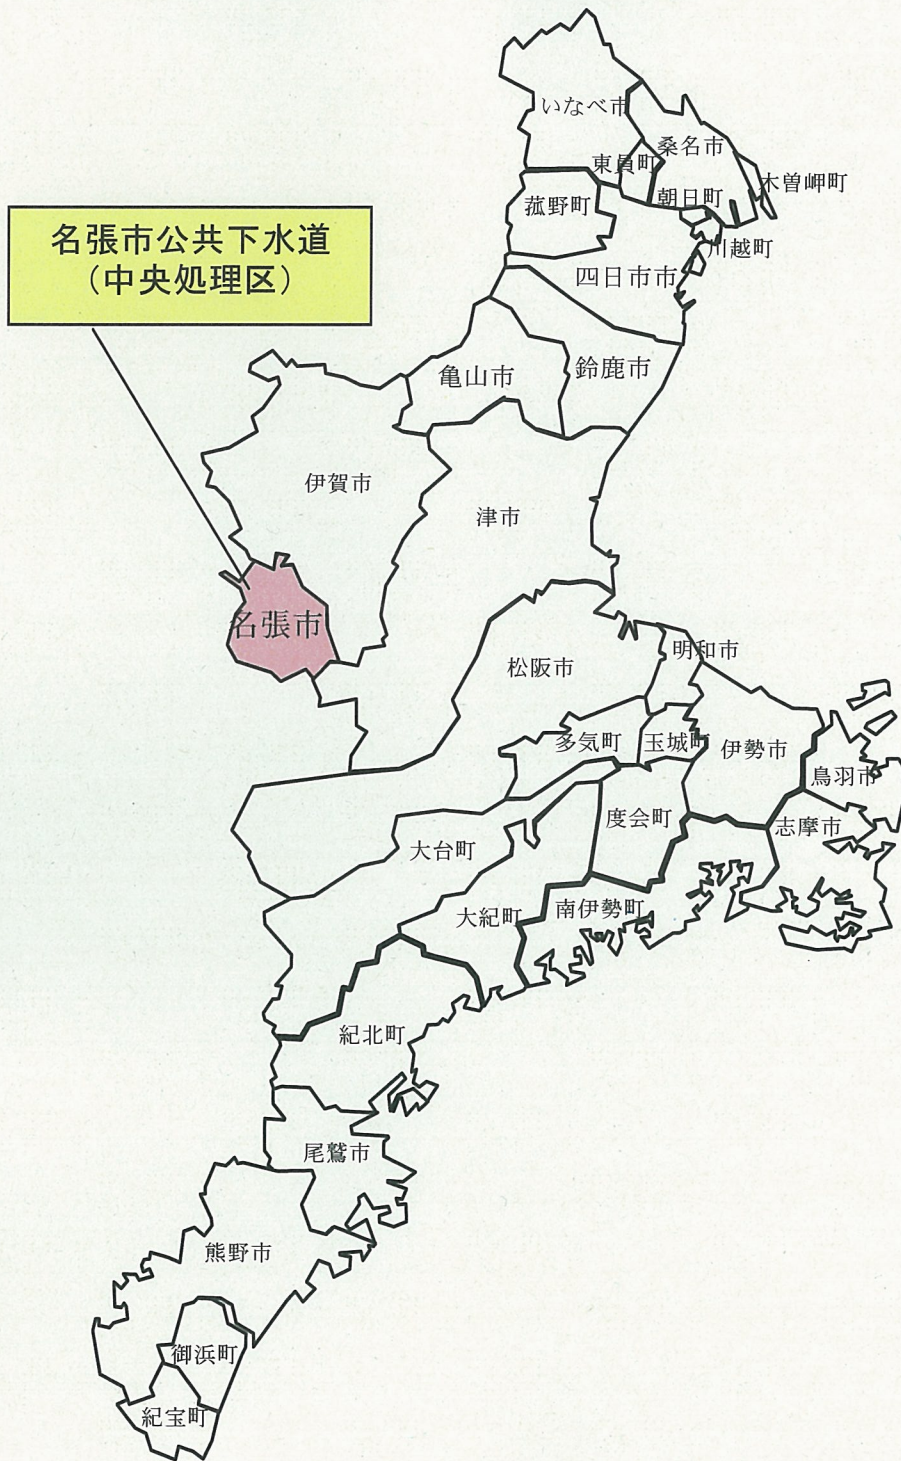 いなべ市
桑名市
東員町
木曽岬町
朝日町
菰野町
川越町
名張市公共下水道
（中央処理区）
四日市市
亀山市
鈴鹿市
伊賀市
津市
名張市
明和市
松阪市
多気町
玉城町
伊勢市
鳥羽市
度会町
志摩市
大台町
大紀町
南伊勢町
紀北町
尾鷲市
熊野市
御浜町
紀宝町